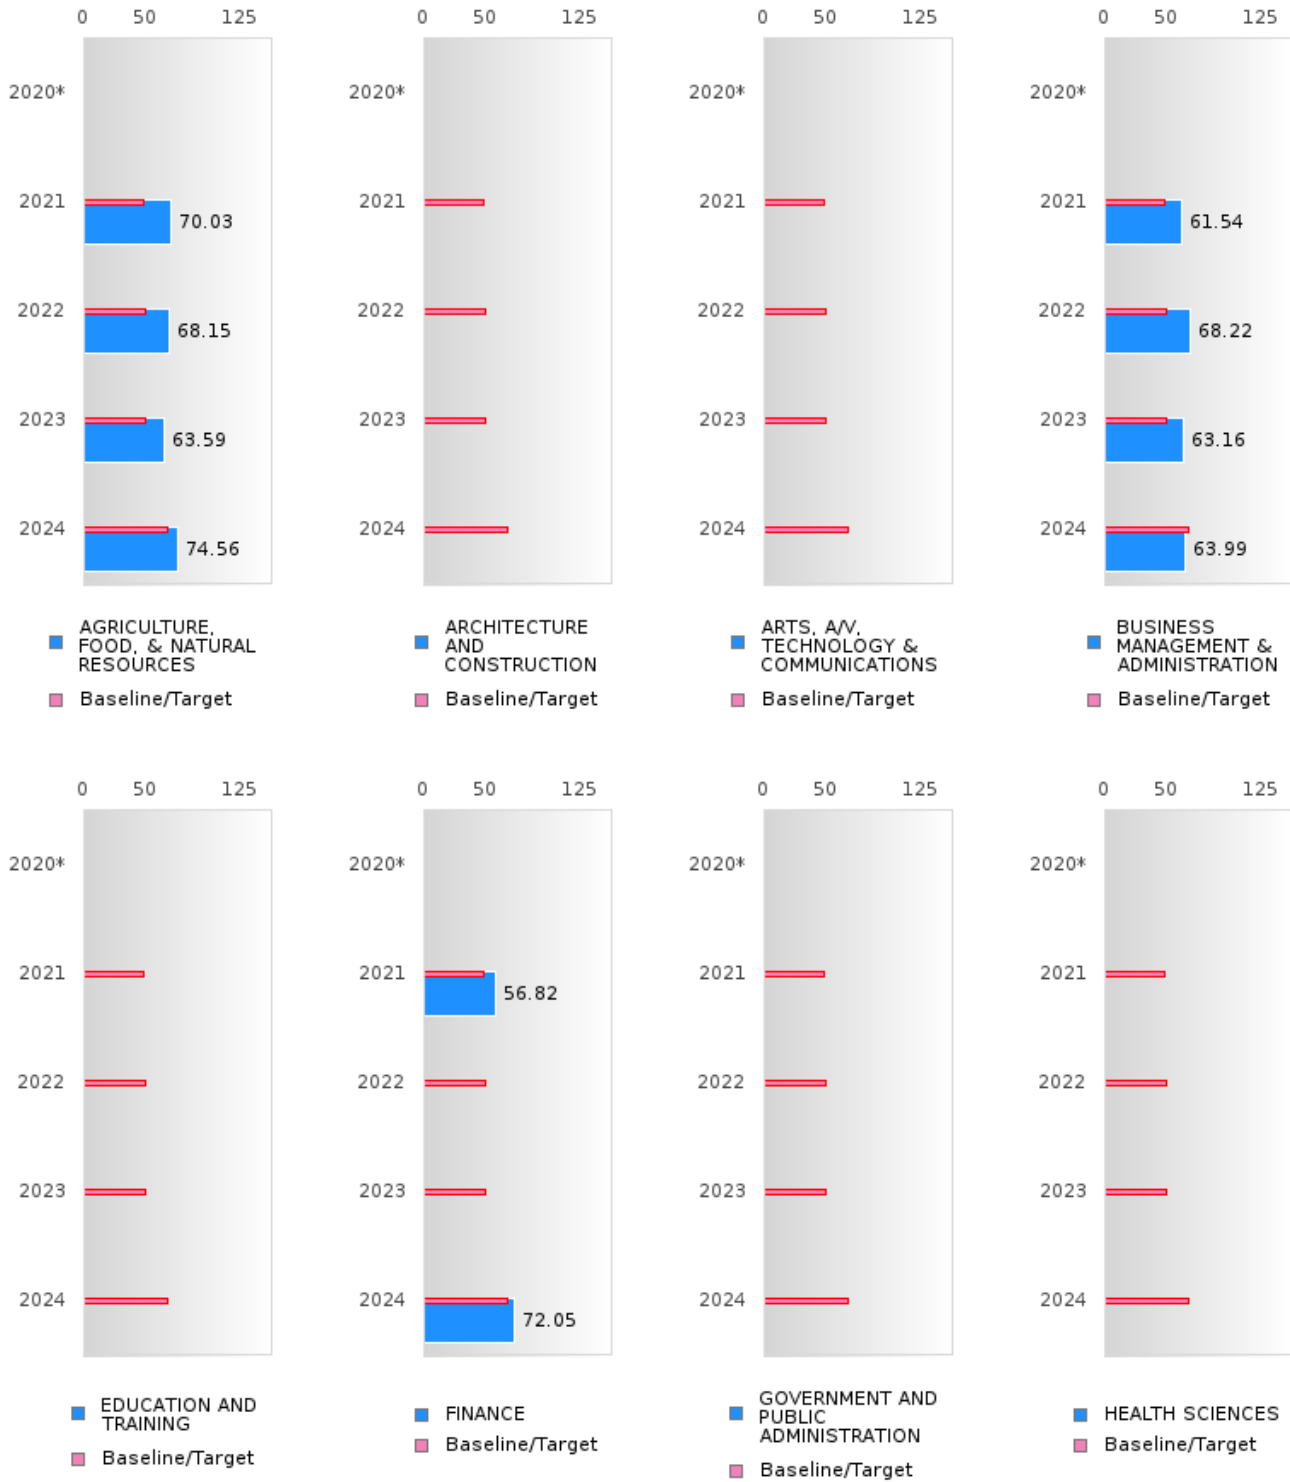 0 50 125 0 50 125 0 50 125 0 50 125
2020* 2020* 2020* 2020*
2021 70.03 2021 2021 2021 61.54
2022 68.15 2022 2022 2022 68.22
2023 63.59 2023 2023 2023 63.16
2024 74.56 2024 2024 2024 63.99
AGRICULTURE,
FOOD, & NATURAL
RESOURCES
Baseline/Target
ARCHITECTURE
AND
CONSTRUCTION
Baseline/Target
ARTS, A/V,
TECHNOLOGY &
COMMUNICATIONS
Baseline/Target
BUSINESS
MANAGEMENT &
ADMINISTRATION
Baseline/Target
0 50 125 0 50 125 0 50 125 0 50 125
2020* 2020* 2020* 2020*
2021 2021 56.82 2021 2021
2022 2022 2022 2022
2023 2023 2023 2023
2024 2024 72.05 2024 2024
EDUCATION AND
TRAINING
Baseline/Target
FINANCE
Baseline/Target
GOVERNMENT AND
PUBLIC
ADMINISTRATION
Baseline/Target
HEALTH SCIENCES
Baseline/Target